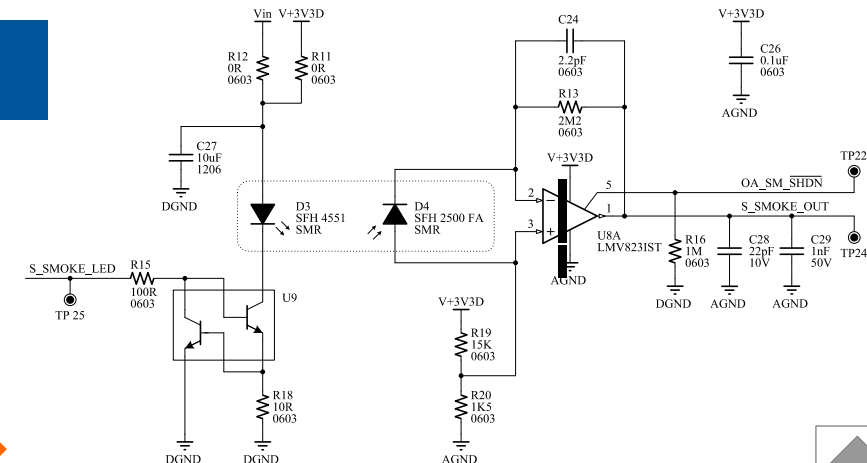 Vin
V+3V3D
R12
0R
0603
R11
0R
0603
C27
10uF
1206
DGND
C24
2.2pF
0603
R13
2M2
0603
V+3V3D
C26
0.1uF
0603
AGND
D3
SFH 4551
SMR
D4
SFH 2500 FA
SMR
V+3V3D
2
3
5
1
U8A
LMV823IST
AGND
OA_SM_SHDN
S_SMOKE_OUT
TP22
TP24
R16
1M
0603
DGND
C28
22pF
10V
AGND
C29
1nF
50V
AGND
S_SMOKE_LED
TP 25
R15
100R
0603
U9
R18
10R
0603
DGND
DGND
V+3V3D
R19
15K
0603
R20
1K5
0603
AGND